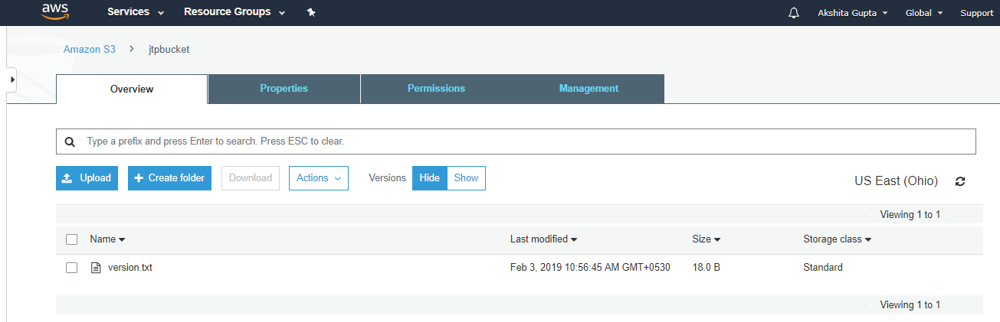 aws Services Resource Groups Akshita Gupta Global Support
Amazon S3 > jtpbucket
Overview Properties Permissions Management
Type a prefix and press Enter to search. Press ESC to clear.
Upload + Create folder Download Actions Versions Hide Show US East (Ohio)
Viewing 1 to 1
Name Last modified Size Storage class
version.txt Feb 3, 2019 10:56:45 AM GMT+0530 18.0 B Standard
Viewing 1 to 1